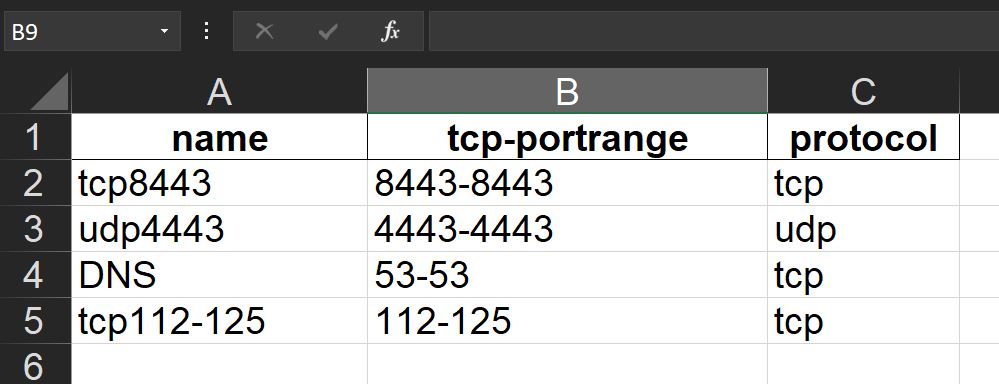 B9 fx
A B C
1 name tcp-portrange protocol
2 tcp8443 8443-8443 tcp
3 udp4443 4443-4443 udp
4 DNS 53-53 tcp
5 tcp112-125 112-125 tcp
6